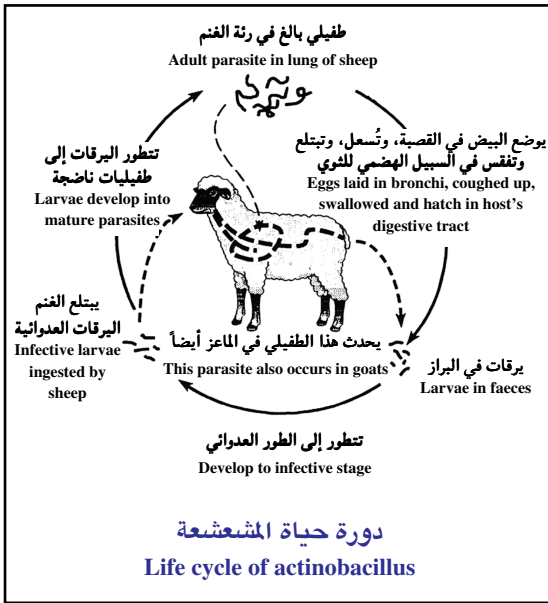 طفيلي بالغ في رئة الغنم
Adult parasite in lung of sheep
يوضع البيض في القصبة، وتُسعل، وتبتلع
وتفقس في السبيل الهضمي للثوي
Eggs laid in bronchi, coughed up,
swallowed and hatch in host's
digestive tract
تتطور اليرقات إلى
طفيليات ناضجة
Larvae develop into
mature parasites
يبتلع الغنم
اليرقات العدوائية
Infective larvae
ingested by
sheep
يحدث هذا الطفيلي في الماعز أيضاً
This parasite also occurs in goats
يرقات في البراز
Larvae in faeces
تتطور إلى الطور العدوائي
Develop to infective stage
دورة حياة المشعشعة
Life cycle of actinobacillus